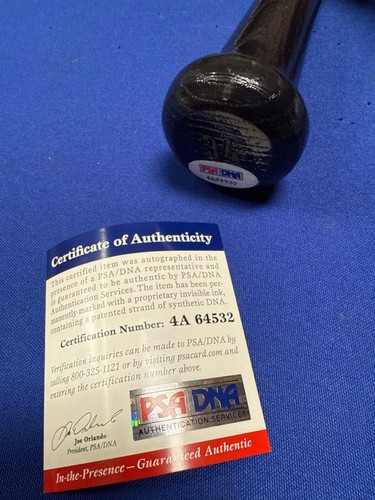 PSA DNA
4A64532
Certificate of Authenticity
This certified item was autographed in the
presence of a PSA/DNA representative and
is guaranteed to be authentic by PSA/DNA
Authentication Services. The item has been per-
manently marked with a proprietary invisible ink,
containing a patented strand of synthetic DNA.
Certification Number: 4A 64532
Verification inquiries can be made to PSA/DNA by
calling 800-325-1121 or by visiting psacard.com and
entering the certification number above.
Joe Orlando
President, PSA/DNA
PSA DNA
AUTHENTICATION SERVICES
In-the-Presence – Guaranteed Authentic